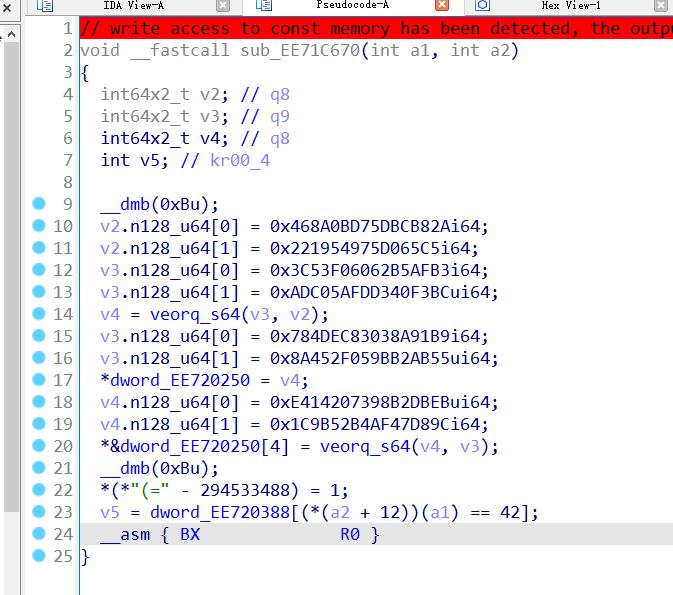 IDA View-A Pseudocode-A Hex View-1
1 // write access to const memory has been detected, the outpu
2 void __fastcall sub_EE71C670(int a1, int a2)
3 {
4 int64x2_t v2; // q8
5 int64x2_t v3; // q9
6 int64x2_t v4; // q8
7 int v5; // kr00_4
8
9 __dmb(0xBu);
10 v2.n128_u64[0] = 0x468A0BD75DBCB82Ai64;
11 v2.n128_u64[1] = 0x221954975D065C5i64;
12 v3.n128_u64[0] = 0x3C53F06062B5AFB3i64;
13 v3.n128_u64[1] = 0xADC05AFDD340F3BCui64;
14 v4 = veorq_s64(v3, v2);
15 v3.n128_u64[0] = 0x784DEC83038A91B9i64;
16 v3.n128_u64[1] = 0x8A452F059BB2AB55ui64;
17 *dword_EE720250 = v4;
18 v4.n128_u64[0] = 0xE414207398B2DBEBui64;
19 v4.n128_u64[1] = 0x1C9B52B4AF47D89Ci64;
20 *&dword_EE720250[4] = veorq_s64(v4, v3);
21 __dmb(0xBu);
22 *(*"(=" - 294533488) = 1;
23 v5 = dword_EE720388[(*(a2 + 12))(a1) == 42];
24 __asm { BX R0 }
25 }